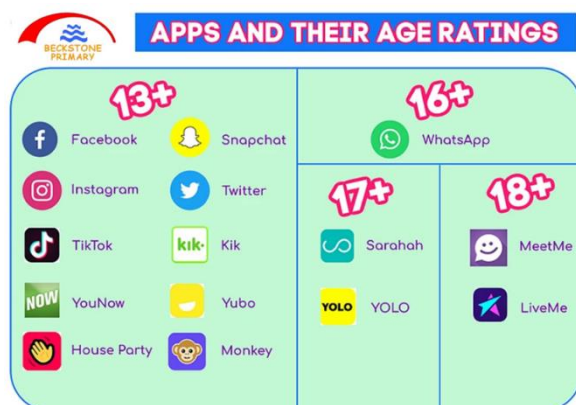 BECKSTONE
PRIMARY
APPS AND THEIR AGE RATINGS
13+
Facebook
Snapchat
Instagram
Twitter
TikTok
kik.
Kik
NOW
YouNow
Yubo
House Party
Monkey
16+
WhatsApp
17+
Sarahah
YOLO
YOLO
18+
MeetMe
LiveMe